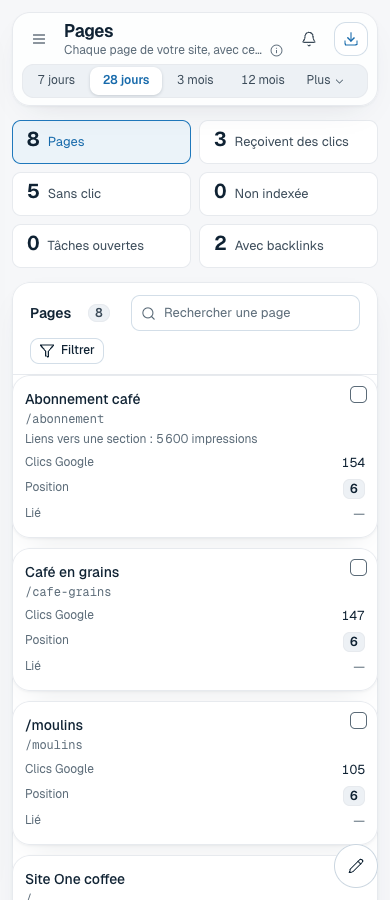 Pages
Chaque page de votre site, avec ce...
7 jours
28 jours
3 mois
12 mois
Plus
8 Pages
3 Reçoivent des clics
5 Sans clic
0 Non indexée
0 Tâches ouvertes
2 Avec backlinks
Pages 8
Rechercher une page
Filtrer
Abonnement café
/abonnement
Liens vers une section : 5 600 impressions
Clics Google 154
Position 6
Lié —
Café en grains
/cafe-grains
Clics Google 147
Position 6
Lié —
/moulins
/moulins
Clics Google 105
Position 6
Lié —
Site One coffee
/